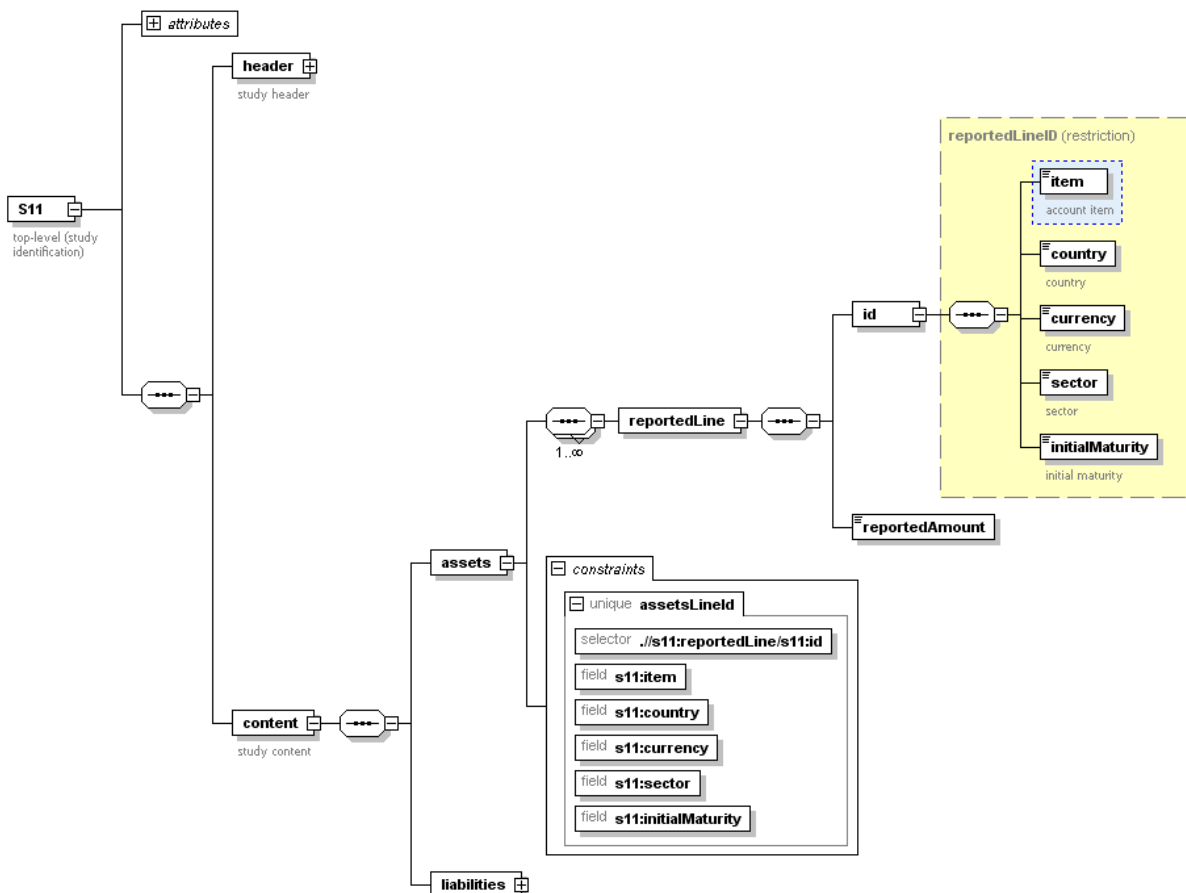 attributes
header
study header
S11
top-level (study
identification)
reportedLineID (restriction)
item
account item
country
country
currency
currency
sector
sector
initialMaturity
initial maturity
id
reportedLine
1..∞
reportedAmount
assets
constraints
unique assetsLineId
selector .//s11:reportedLine/s11:id
field s11:item
field s11:country
field s11:currency
field s11:sector
field s11:initialMaturity
content
study content
liabilities